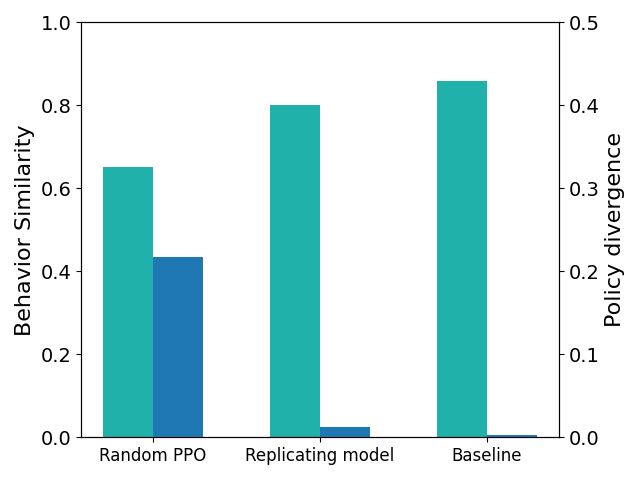 1.0
0.8
0.6
0.4
0.2
0.0
Behavior Similarity
0.5
0.4
0.3
0.2
0.1
0.0
Policy divergence
Random PPO
Replicating model
Baseline